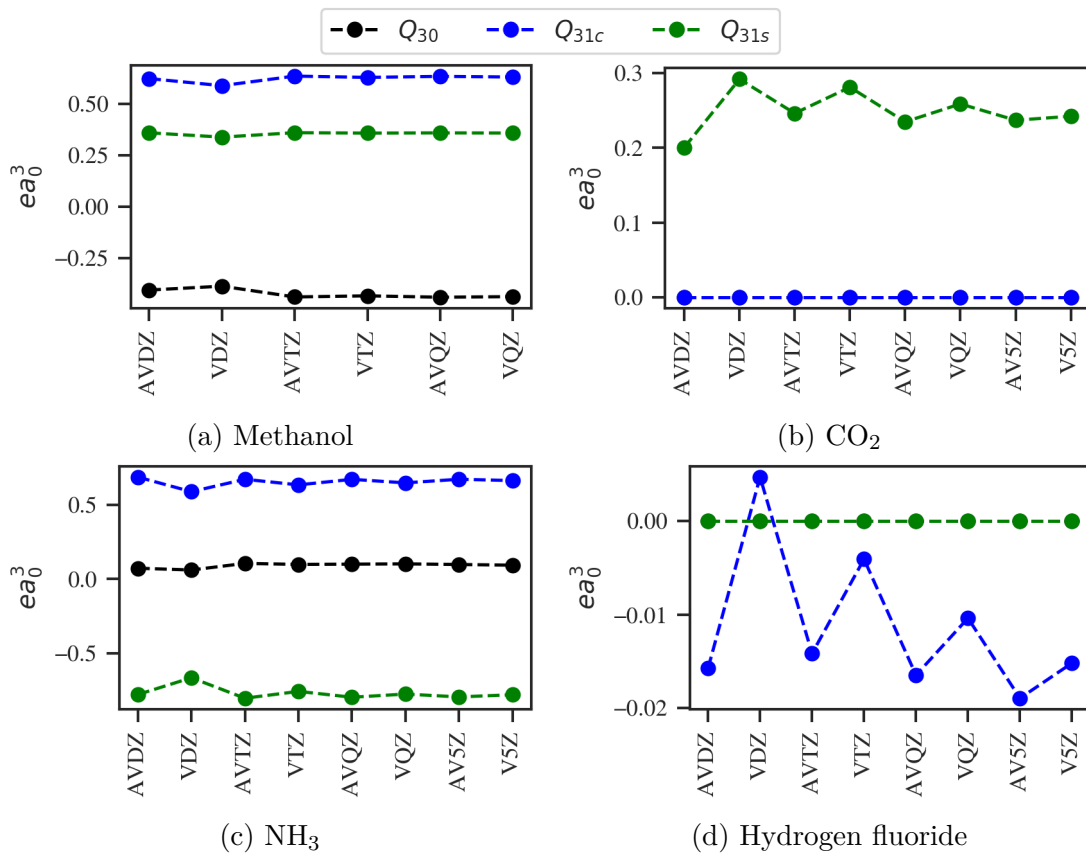 Q30 Q31c Q31s
ea₀³
0.50
0.25
0.00
−0.25
AVDZ VDZ AVTZ VTZ AVQZ VQZ
(a) Methanol
ea₀³
0.3
0.2
0.1
0.0
AVDZ VDZ AVTZ VTZ AVQZ VQZ AV5Z V5Z
(b) CO₂
ea₀³
0.5
0.0
−0.5
AVDZ VDZ AVTZ VTZ AVQZ VQZ AV5Z V5Z
(c) NH₃
ea₀³
0.00
−0.01
−0.02
AVDZ VDZ AVTZ VTZ AVQZ VQZ AV5Z V5Z
(d) Hydrogen fluoride